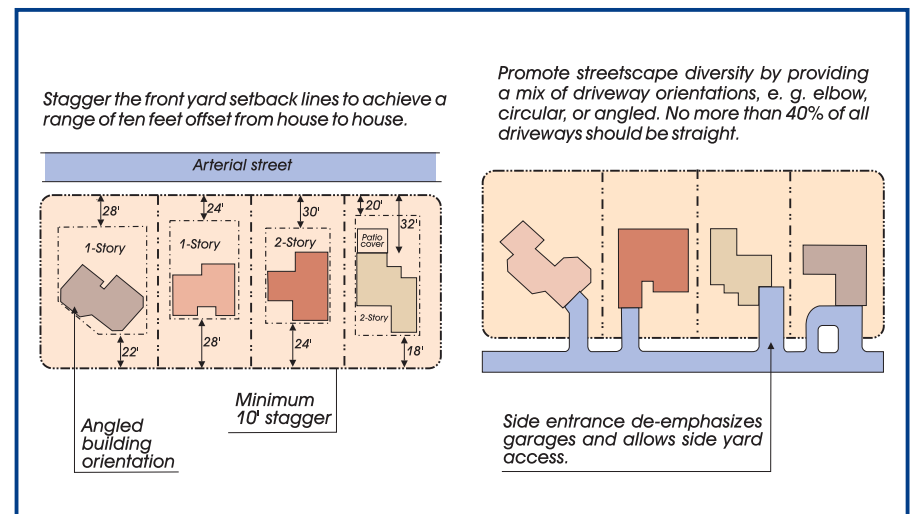 Stagger the front yard setback lines to achieve a
range of ten feet offset from house to house.
Arterial street
28'
24'
30'
20'
32'
1-Story
1-Story
2-Story
Patio
cover
2-Story
22'
28'
24'
18'
Minimum
10' stagger
Angled
building
orientation
Promote streetscape diversity by providing
a mix of driveway orientations, e. g. elbow,
circular, or angled. No more than 40% of all
driveways should be straight.
Side entrance de-emphasizes
garages and allows side yard
access.